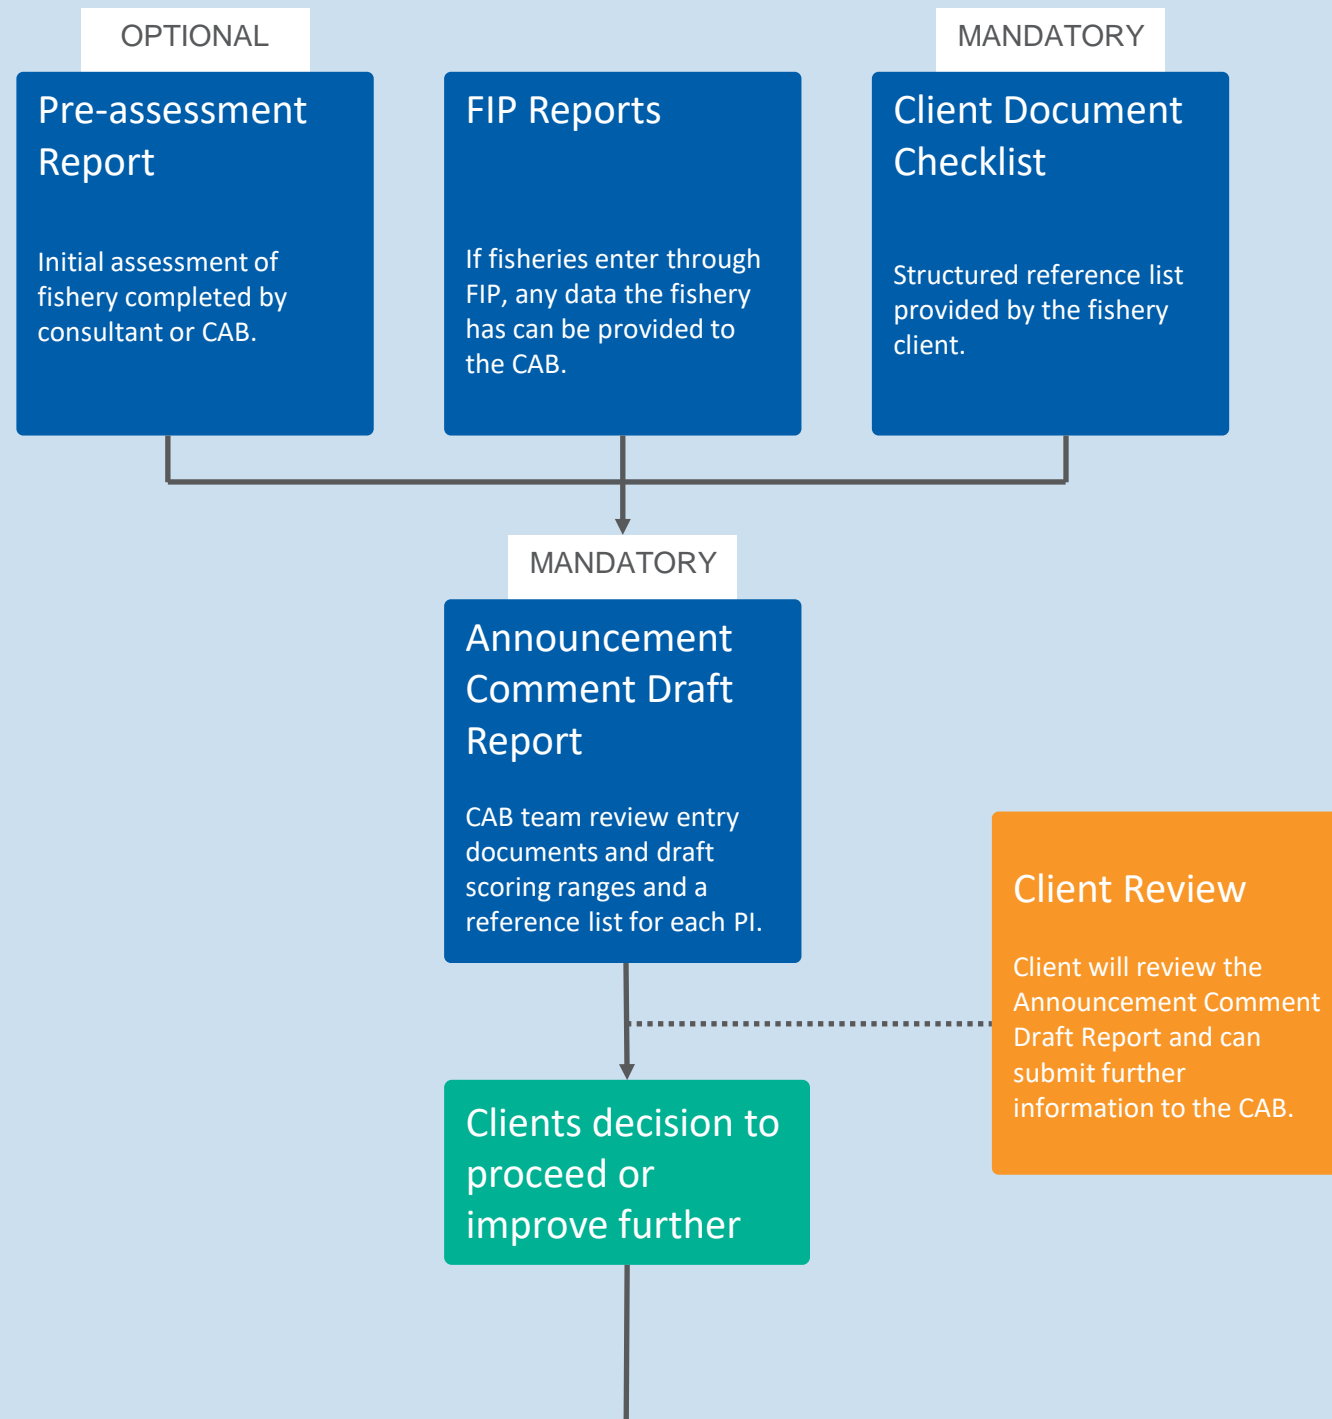 OPTIONAL
Pre-assessment
Report
Initial assessment of
fishery completed by
consultant or CAB.
FIP Reports
If fisheries enter through
FIP, any data the fishery
has can be provided to
the CAB.
MANDATORY
Client Document
Checklist
Structured reference list
provided by the fishery
client.
MANDATORY
Announcement
Comment Draft
Report
CAB team review entry
documents and draft
scoring ranges and a
reference list for each PI.
Client Review
Client will review the
Announcement Comment
Draft Report and can
submit further
information to the CAB.
Clients decision to
proceed or
improve further